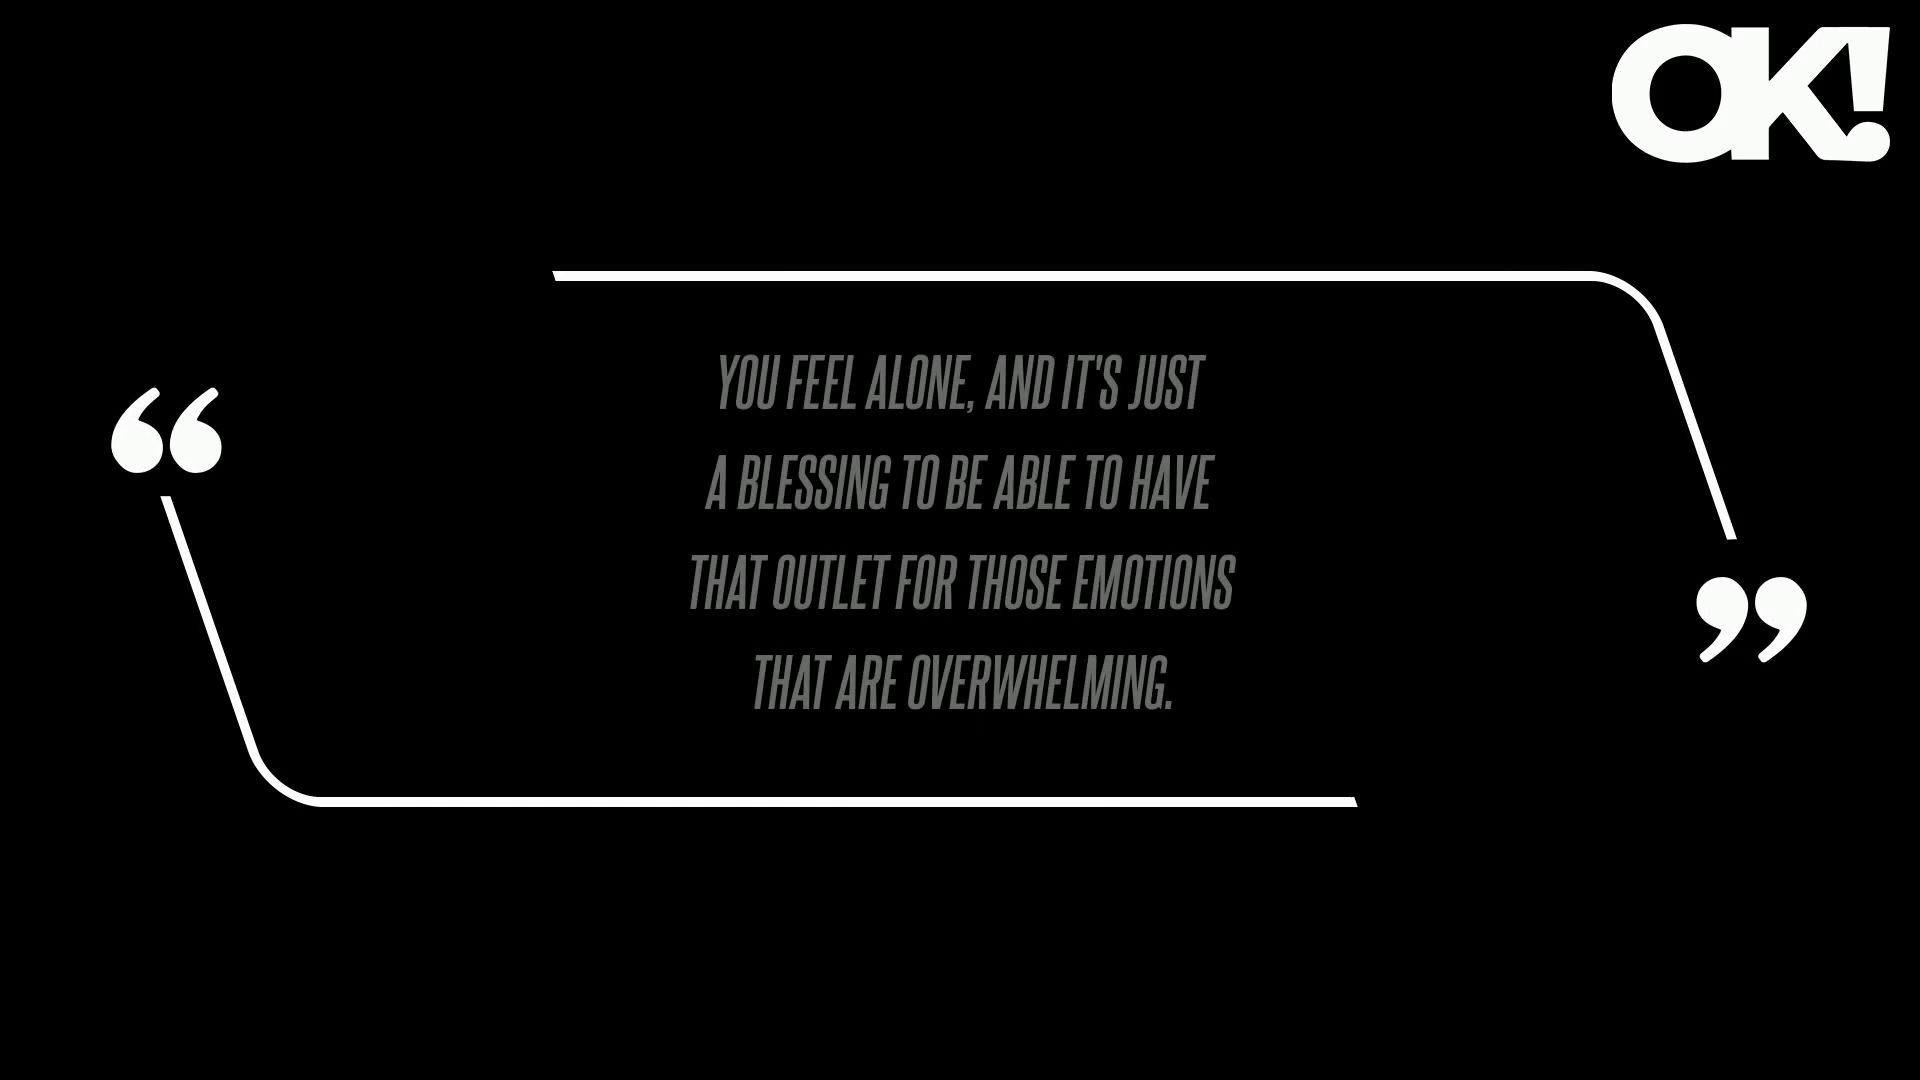 OK!
“
YOU FEEL ALONE, AND IT'S JUST
A BLESSING TO BE ABLE TO HAVE
THAT OUTLET FOR THOSE EMOTIONS
THAT ARE OVERWHELMING.
”